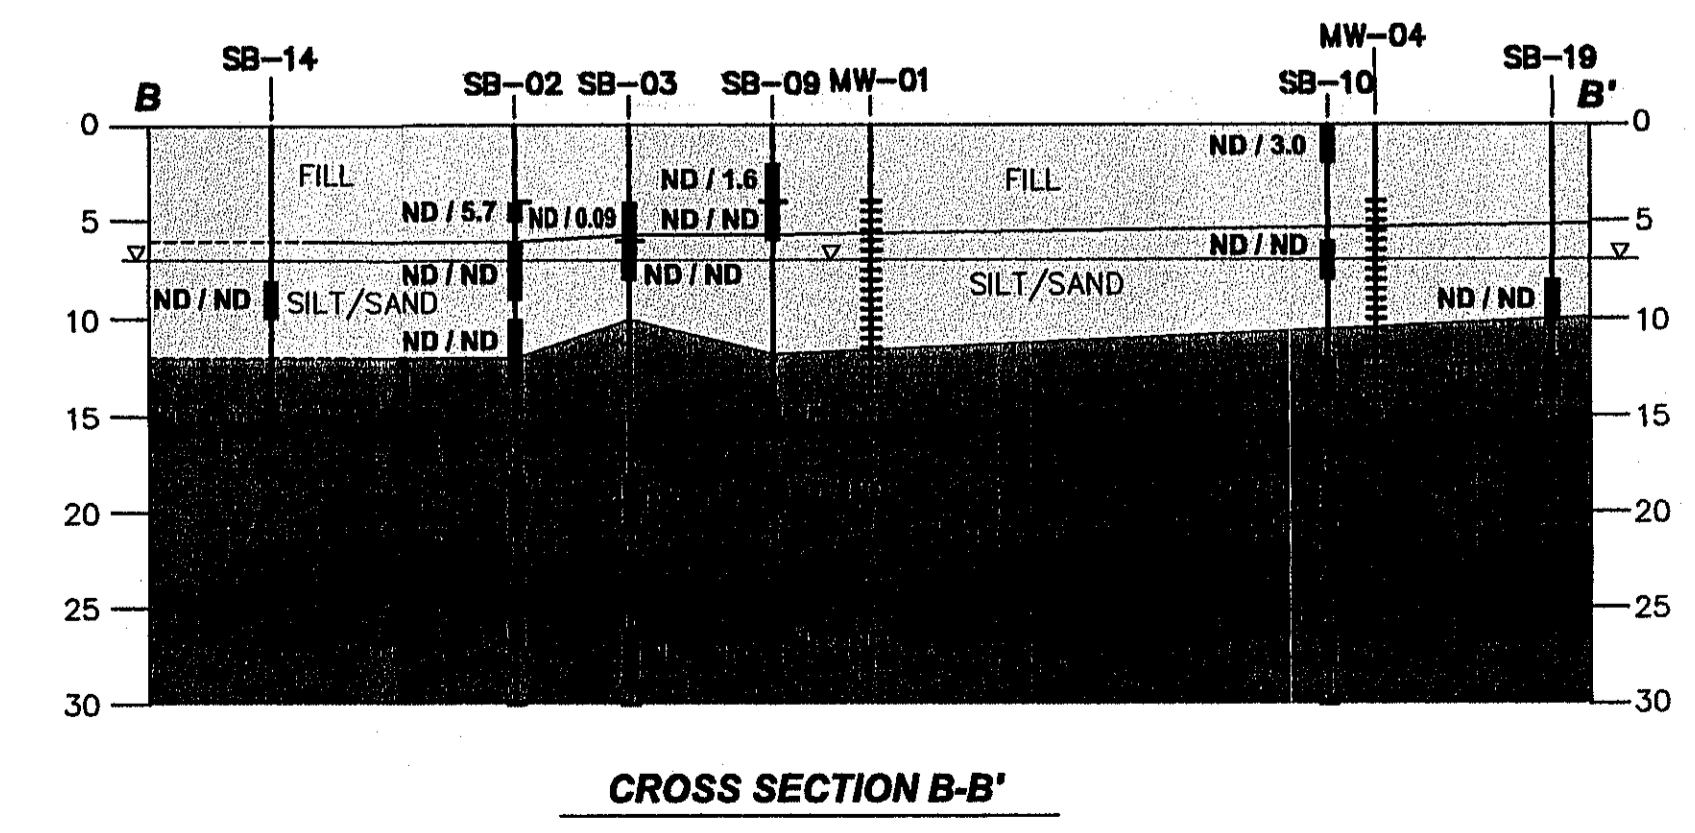 MW-04
SB-14 SB-19
SB-02 SB-03 SB-09 MW-01 SB-10
B B'
0 0
ND / 3.0
FILL ND / 1.6 FILL
ND / 5.7 ND / 0.09 ND / ND
5 5
ND / ND
ND / ND ND / ND
SILT/SAND
ND / ND SILT/SAND ND / ND
10 10
ND / ND
15 15
20 20
25 25
30 30
CROSS SECTION B-B'